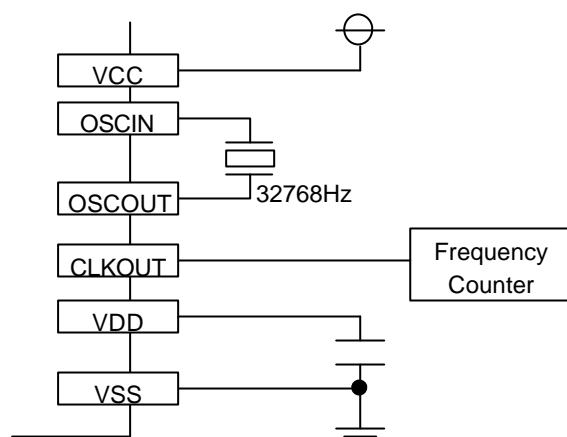 VCC
OSCIN
OSCOUT
32768Hz
CLKOUT
Frequency
Counter
VDD
VSS